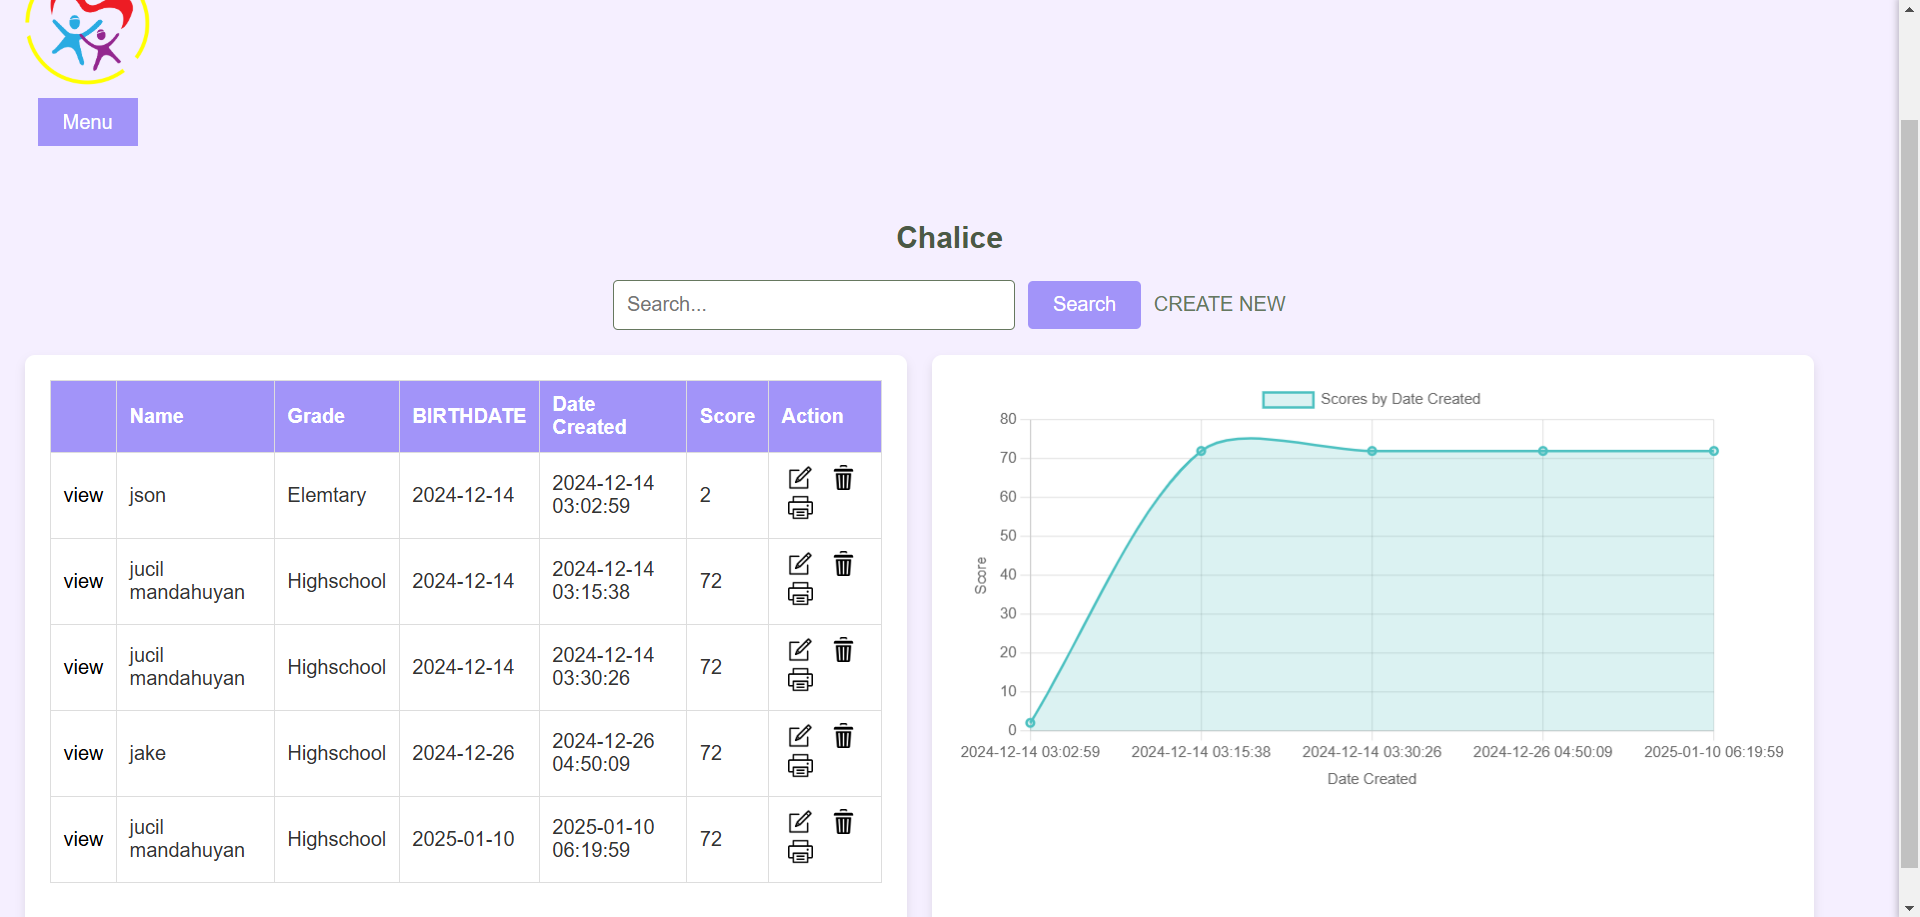 Menu
Chalice
Search...
Search
CREATE NEW
Name
Grade
BIRTHDATE
Date
Created
Score
Action
view
json
Elemtary
2024-12-14
2024-12-14
03:02:59
2
view
jucil
mandahuyan
Highschool
2024-12-14
2024-12-14
03:15:38
72
view
jucil
mandahuyan
Highschool
2024-12-14
2024-12-14
03:30:26
72
view
jake
Highschool
2024-12-26
2024-12-26
04:50:09
72
view
jucil
mandahuyan
Highschool
2025-01-10
2025-01-10
06:19:59
72
Scores by Date Created
80
70
60
50
40
30
20
10
0
Score
2024-12-14 03:02:59
2024-12-14 03:15:38
2024-12-14 03:30:26
2024-12-26 04:50:09
2025-01-10 06:19:59
Date Created